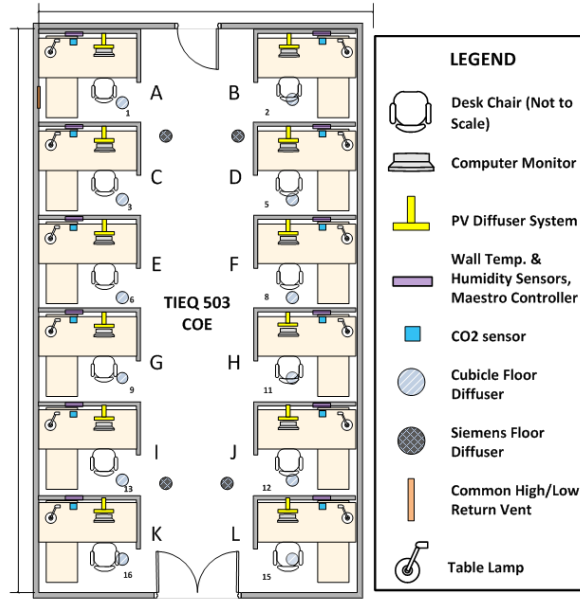 A
B
1
2
C
D
3
5
E
F
6
8
TIEQ 503
COE
G
H
9
11
I
J
13
12
K
L
16
15
LEGEND
Desk Chair (Not to
Scale)
Computer Monitor
PV Diffuser System
Wall Temp. &
Humidity Sensors,
Maestro Controller
CO2 sensor
Cubicle Floor
Diffuser
Siemens Floor
Diffuser
Common High/Low
Return Vent
Table Lamp